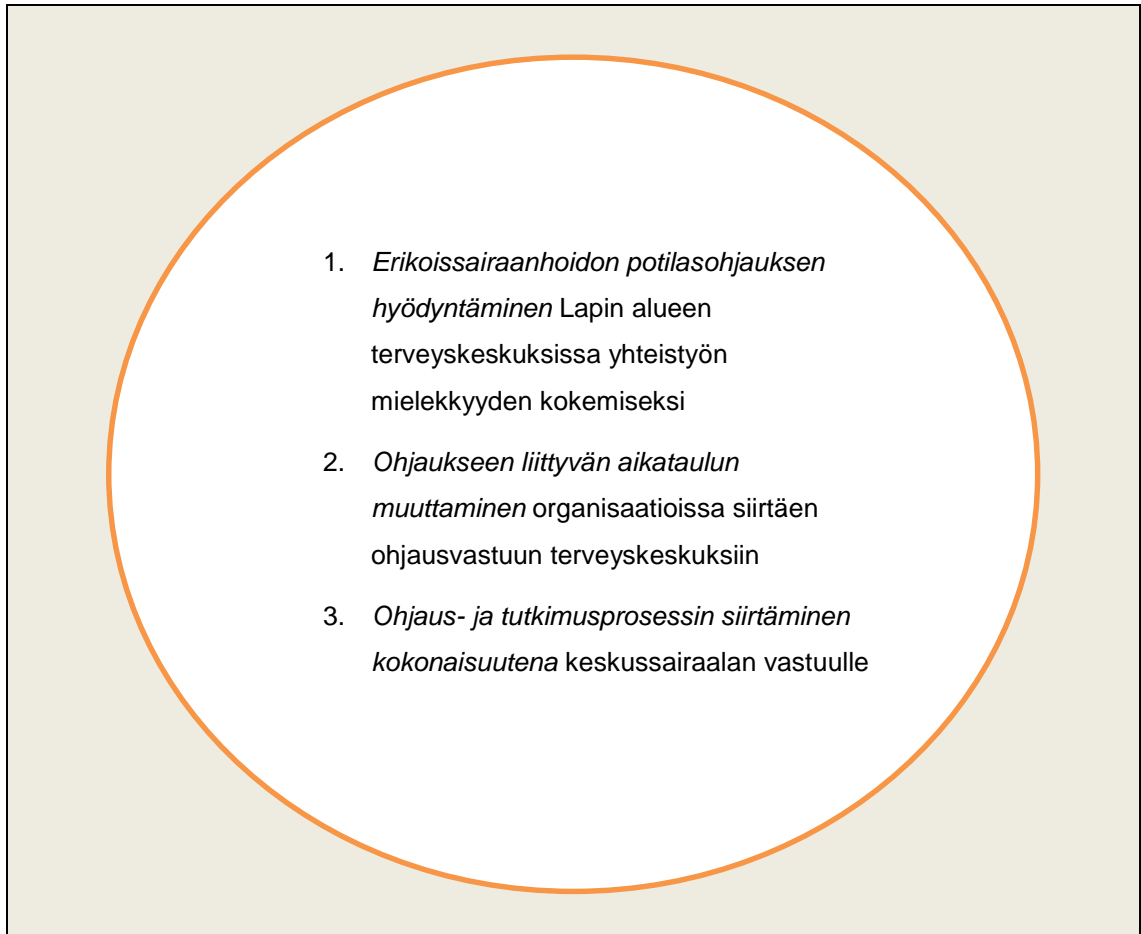 1. Erikoissairaanhoidon potilasohjauksen
hyödyntäminen Lapin alueen
terveyskeskuksissa yhteistyön
mielekkyyden kokemiseksi
2. Ohjaukseen liittyvän aikataulun
muuttaminen organisaatioissa siirtäen
ohjausvastuun terveyskeskuksiin
3. Ohjaus- ja tutkimusprosessin siirtäminen
kokonaisuutena keskussairaalan vastuulle